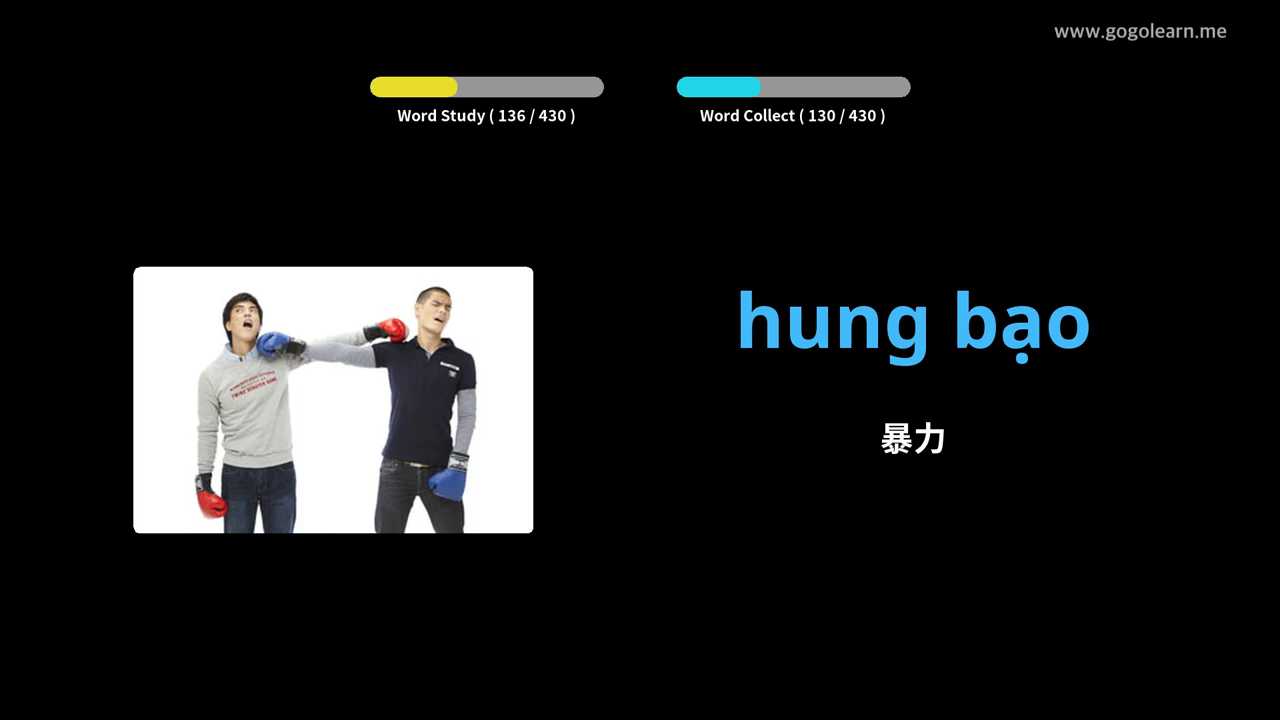 www.gogolearn.me
Word Study ( 136 / 430 )
Word Collect ( 130 / 430 )
hung bạo
暴力